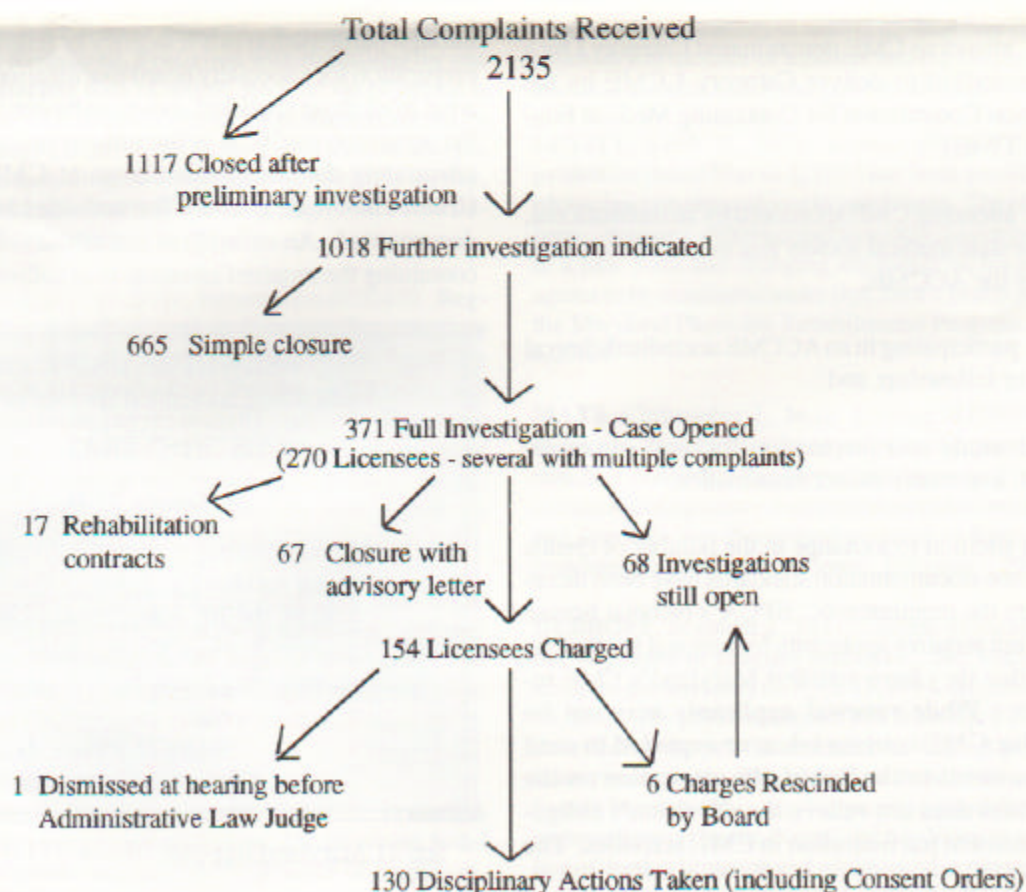 Total Complaints Received
2135
1117 Closed after
preliminary investigation
1018 Further investigation indicated
665 Simple closure
371 Full Investigation - Case Opened
(270 Licensees - several with multiple complaints)
17 Rehabilitation
contracts
67 Closure with
advisory letter
68 Investigations
still open
154 Licensees Charged
1 Dismissed at hearing before
Administrative Law Judge
6 Charges Rescinded
by Board
130 Disciplinary Actions Taken (including Consent Orders)